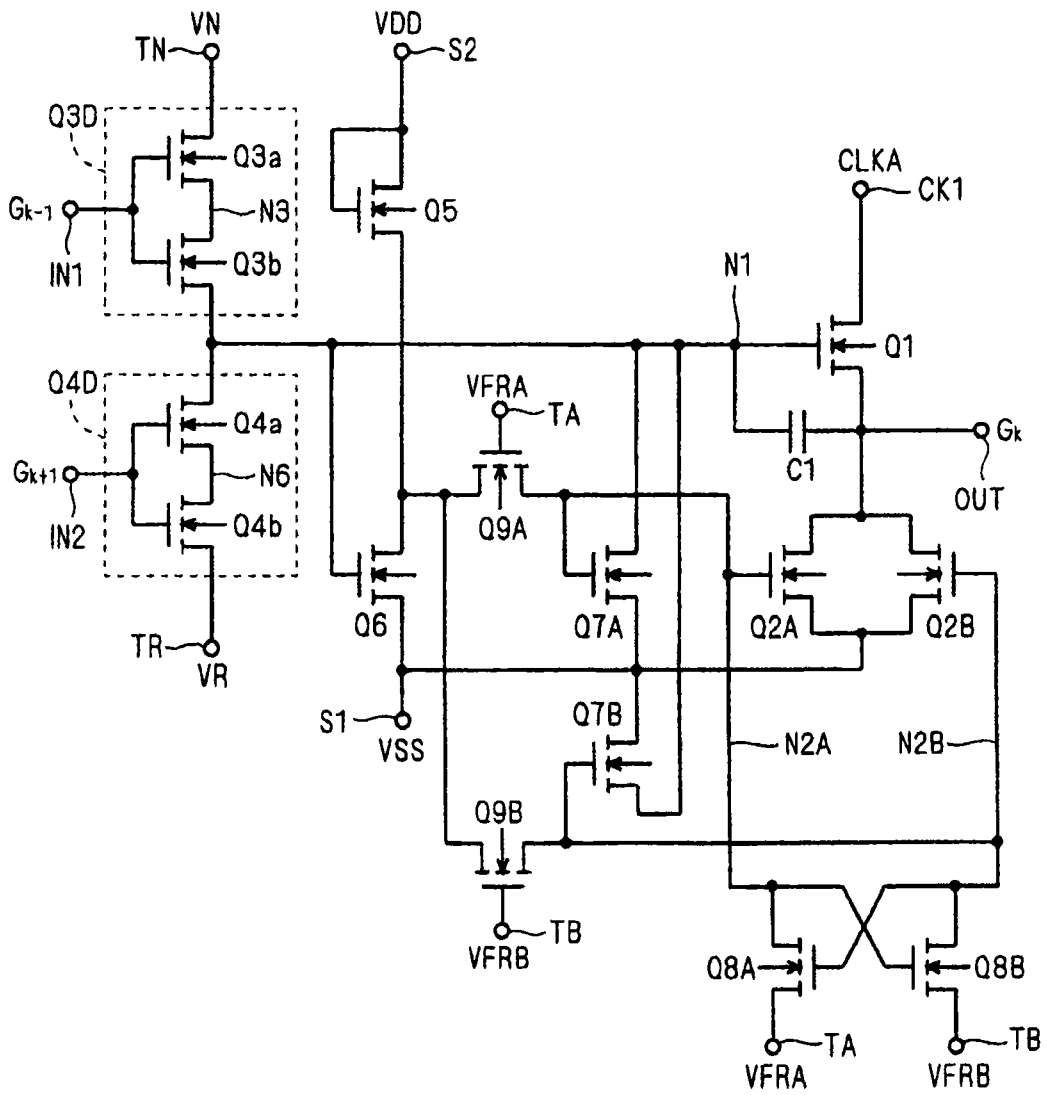 VN
TN
VDD
S2
Q3D
Q3a
Gk-1
N3
IN1
Q3b
Q5
CLKA
CK1
N1
Q1
Q4D
Q4a
Gk+1
N6
IN2
Q4b
VFRA
TA
Q9A
C1
Gk
OUT
Q6
Q7A
Q2A
Q2B
TR
VR
S1
VSS
Q7B
N2A
N2B
Q9B
TB
VFRB
Q8A
Q8B
TA
VFRA
TB
VFRB